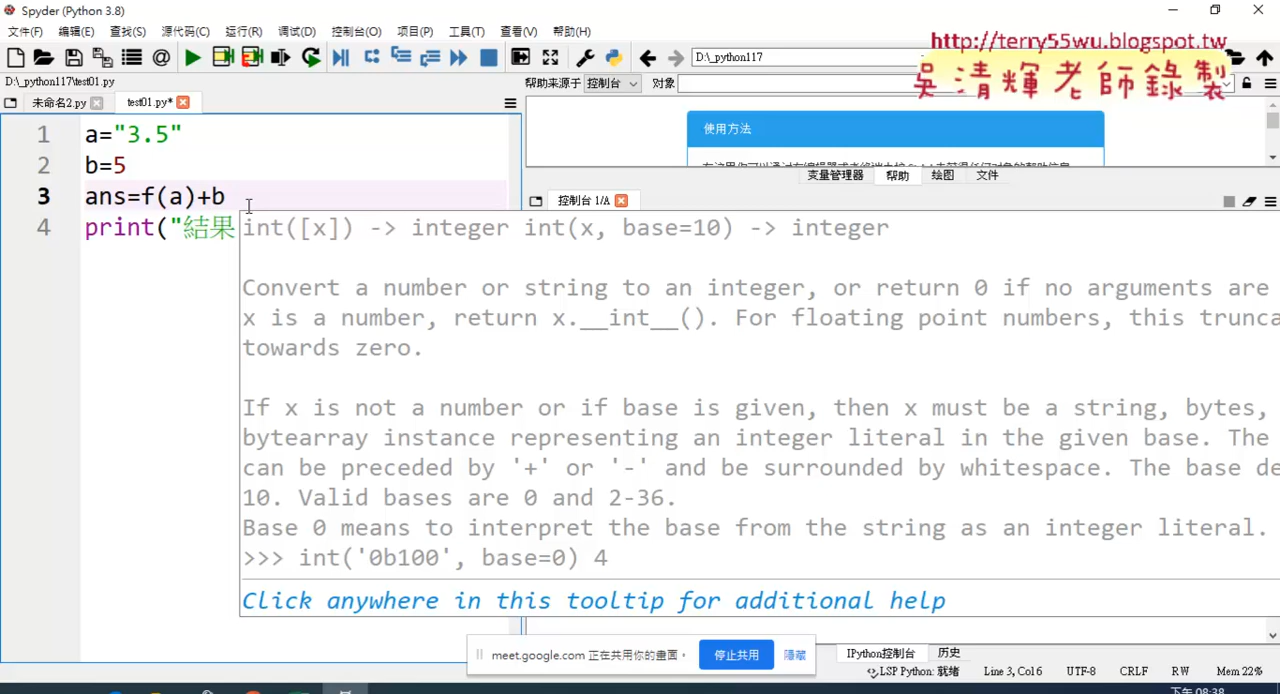 Spyder (Python 3.8)
文件(F) 编辑(E) 查找(S) 源代码(C) 运行(R) 调试(D) 控制台(O) 项目(P) 工具(T) 查看(V) 帮助(H)
http://terry55wu.blogspot.tw
吳清輝老師錄製
D:\_python117
D:\_python117\test01.py
帮助来源于 控制台 对象
未命名2.py test01.py*
使用方法
变量管理器 帮助 绘图 文件
控制台 1/A
1 a="3.5"
2 b=5
3 ans=f(a)+b
4 print("結果
int([x]) -> integer int(x, base=10) -> integer
Convert a number or string to an integer, or return 0 if no arguments are
x is a number, return x.__int__(). For floating point numbers, this trunca
towards zero.
If x is not a number or if base is given, then x must be a string, bytes,
bytearray instance representing an integer literal in the given base. The
can be preceded by '+' or '-' and be surrounded by whitespace. The base de
10. Valid bases are 0 and 2-36.
Base 0 means to interpret the base from the string as an integer literal.
>>> int('0b100', base=0) 4
Click anywhere in this tooltip for additional help
meet.google.com 正在共用你的畫面。 停止共用 隱藏
IPython控制台 历史
LSP Python: 就绪 Line 3, Col6 UTF-8 CRLF RW Mem 22%
下午 08:38